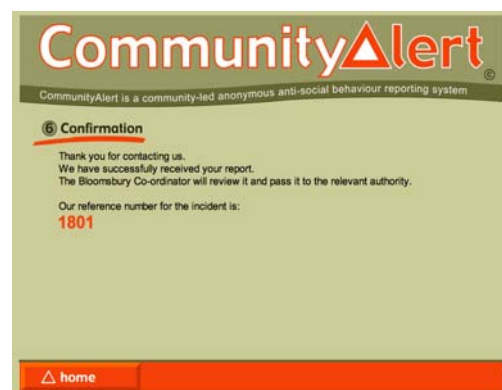 Community△lert
©
CommunityAlert is a community-led anonymous anti-social behaviour reporting system
⑥ Confirmation
Thank you for contacting us.
We have successfully received your report.
The Bloomsbury Co-ordinator will review it and pass it to the relevant authority.
Our reference number for the incident is:
1801
△ home